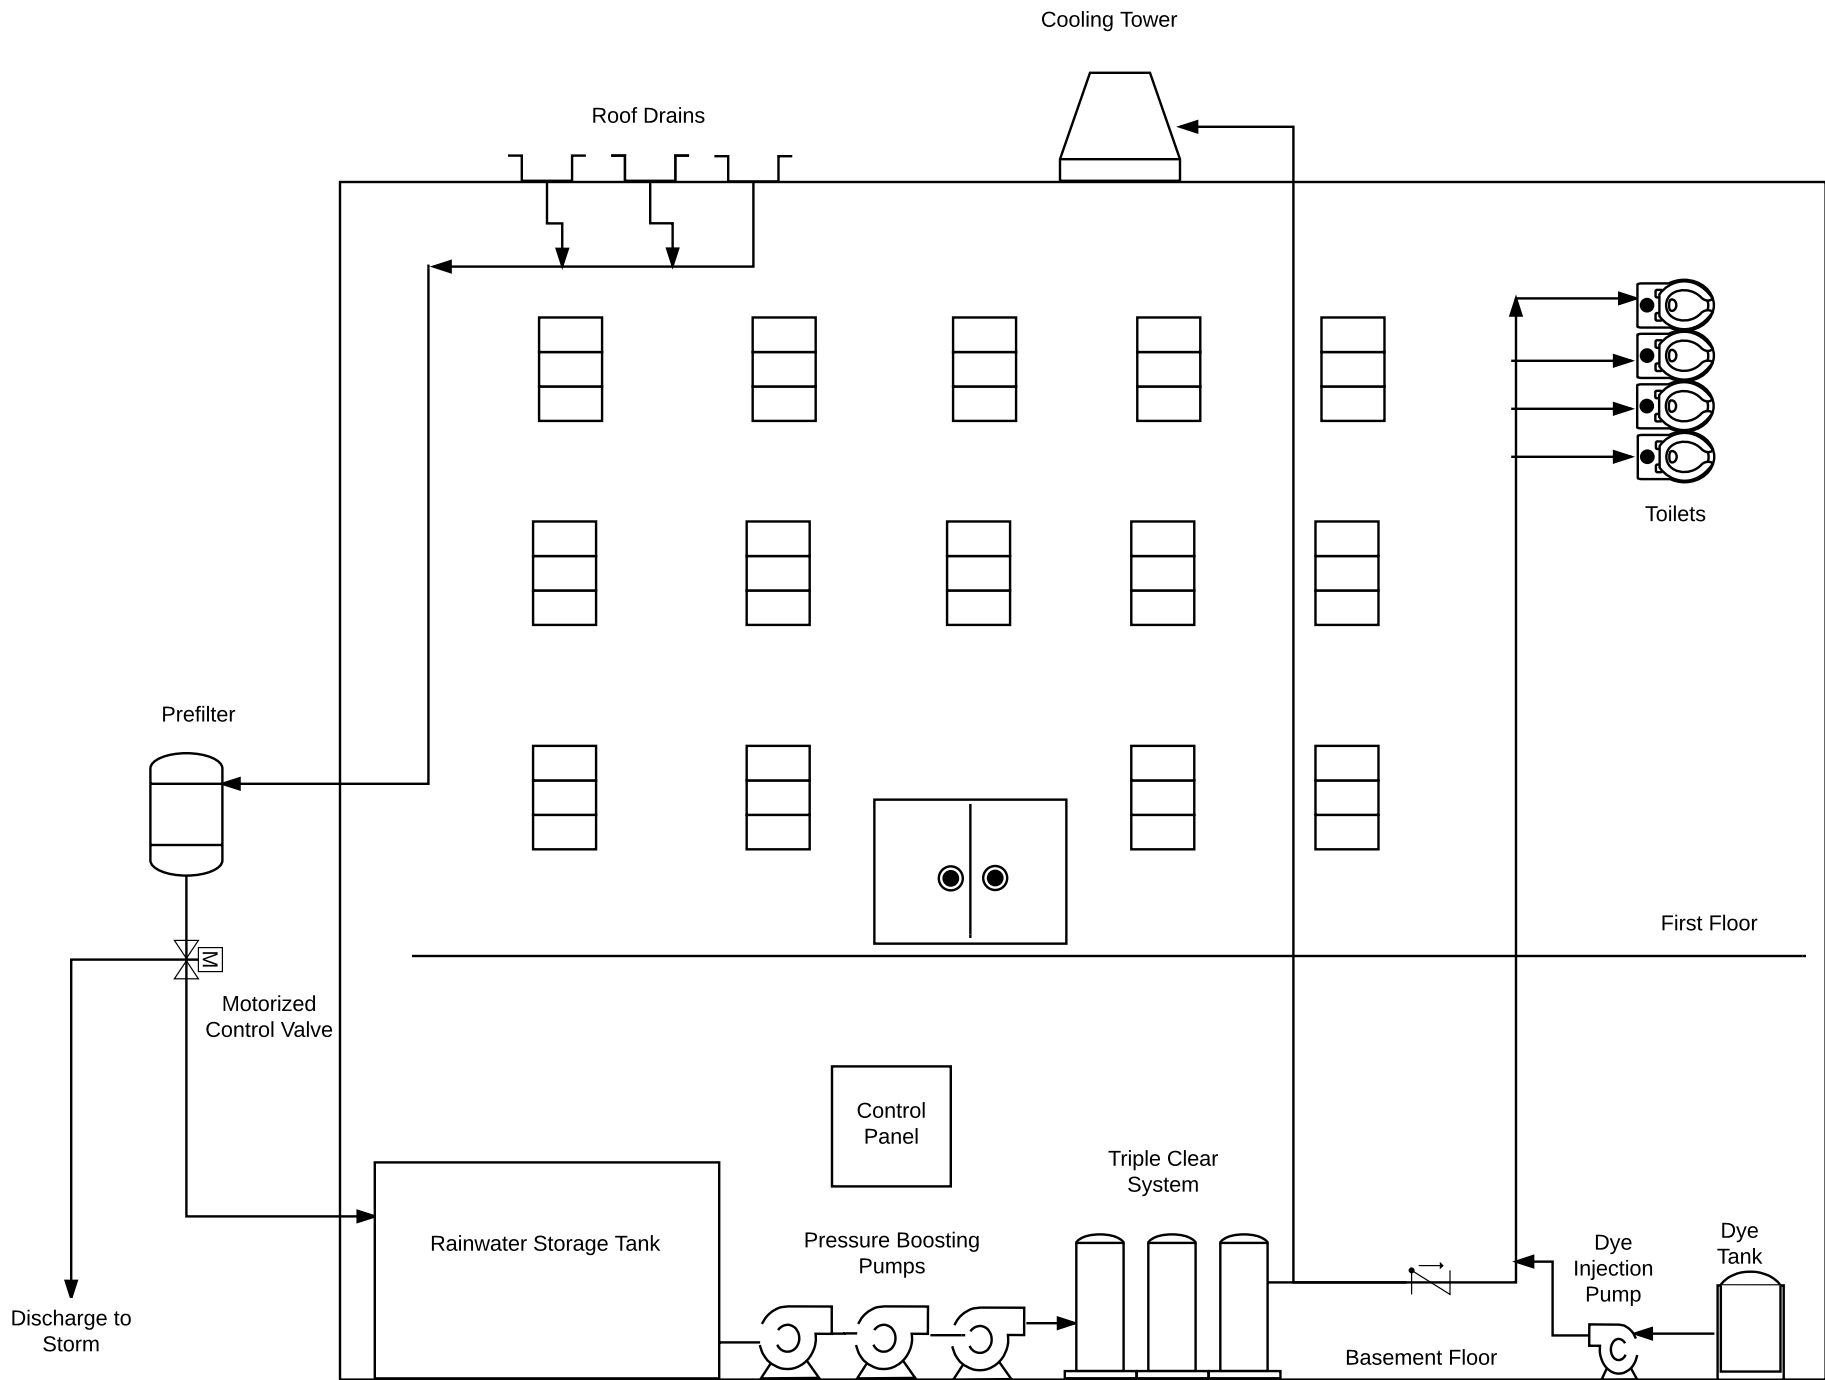 Cooling Tower
Roof Drains
Toilets
Prefilter
First Floor
M
Motorized
Control Valve
Control
Panel
Triple Clear
System
Rainwater Storage Tank
Pressure Boosting
Pumps
Dye
Injection
Pump
Dye
Tank
Discharge to
Storm
Basement Floor